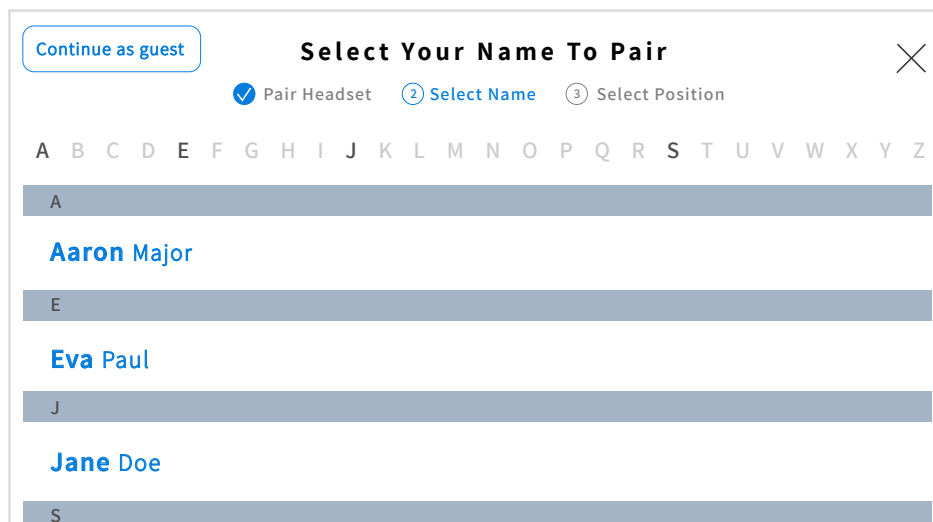 Continue as guest
Select Your Name To Pair
Pair Headset 2 Select Name 3 Select Position
A B C D E F G H I J K L M N O P Q R S T U V W X Y Z
A
Aaron Major
E
Eva Paul
J
Jane Doe
S